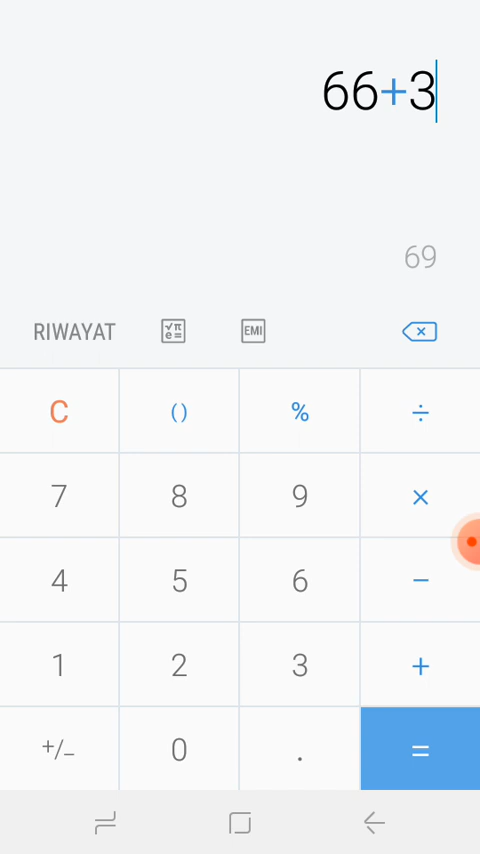 66+3
69
RIWAYAT √π e= EMI
C () % ÷
7 8 9 ×
4 5 6 −
1 2 3 +
+/− 0 . =